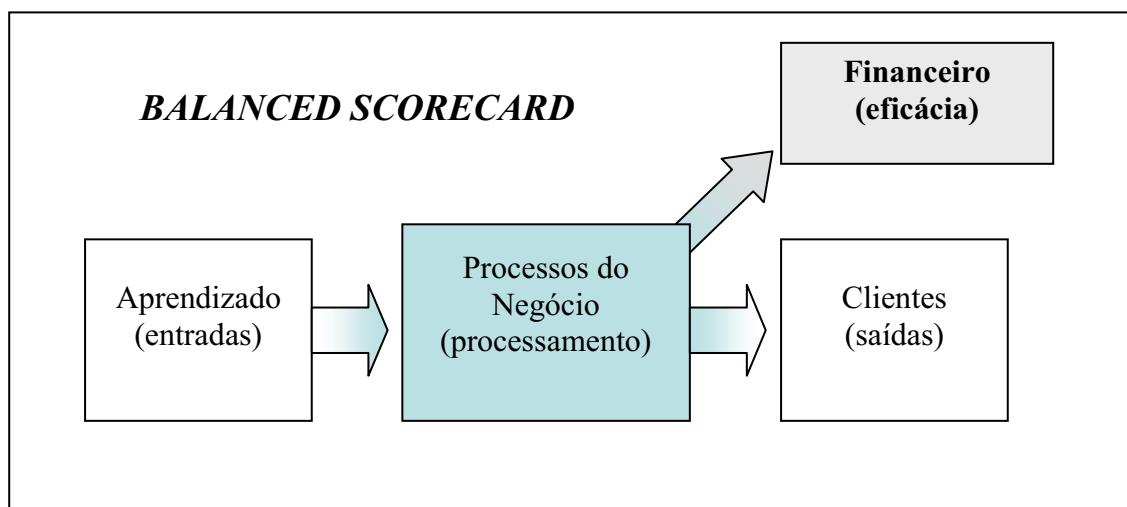 BALANCED SCORECARD
Financeiro
(eficácia)
Aprendizado
(entradas)
Processos do
Negócio
(processamento)
Clientes
(saídas)